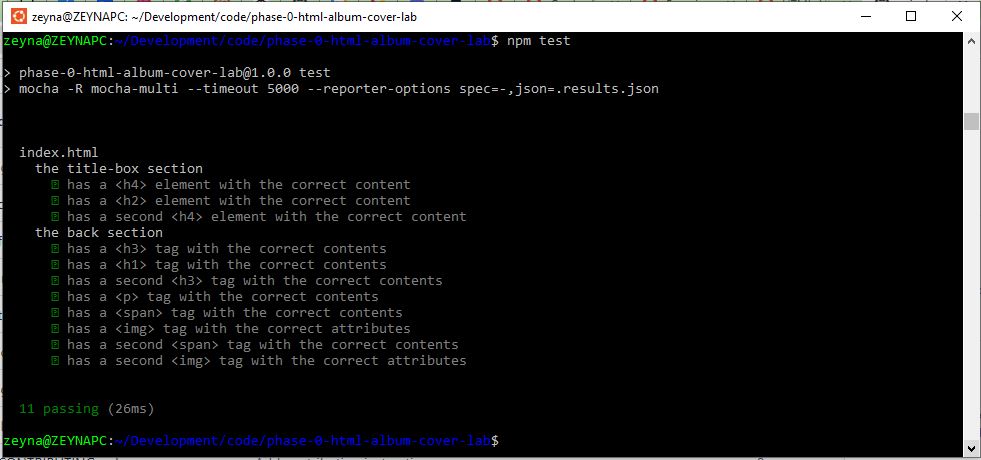 zeyna@ZEYNAPC: ~/Development/code/phase-0-html-album-cover-lab
zeyna@ZEYNAPC:~/Development/code/phase-0-html-album-cover-lab$ npm test
> phase-0-html-album-cover-lab@1.0.0 test
> mocha -R mocha-multi --timeout 5000 --reporter-options spec=-,json=.results.json
index.html
the title-box section
has a <h4> element with the correct content
has a <h2> element with the correct content
has a second <h4> element with the correct content
the back section
has a <h3> tag with the correct contents
has a <h1> tag with the correct contents
has a second <h3> tag with the correct contents
has a <p> tag with the correct contents
has a <span> tag with the correct contents
has a <img> tag with the correct attributes
has a second <span> tag with the correct contents
has a second <img> tag with the correct attributes
11 passing (26ms)
zeyna@ZEYNAPC:~/Development/code/phase-0-html-album-cover-lab$